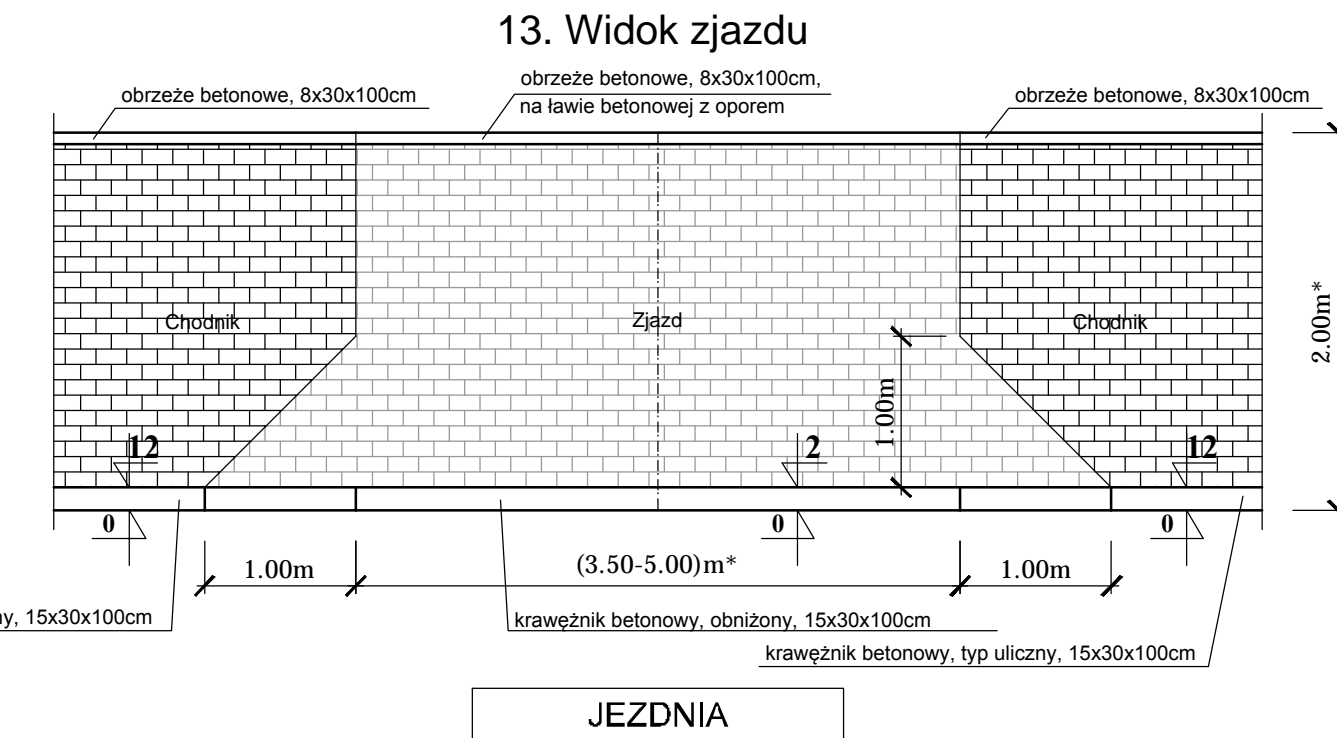 13. Widok zjazdu
obrzeże betonowe, 8x30x100cm
obrzeże betonowe, 8x30x100cm,
na ławie betonowej z oporem
obrzeże betonowe, 8x30x100cm
Chodnik
Zjazd
Chodnik
2.00m*
1.00m
12
2
12
0
0
0
1.00m
(3.50-5.00)m*
1.00m
ny, 15x30x100cm
krawężnik betonowy, obniżony, 15x30x100cm
krawężnik betonowy, typ uliczny, 15x30x100cm
JEZDNIA